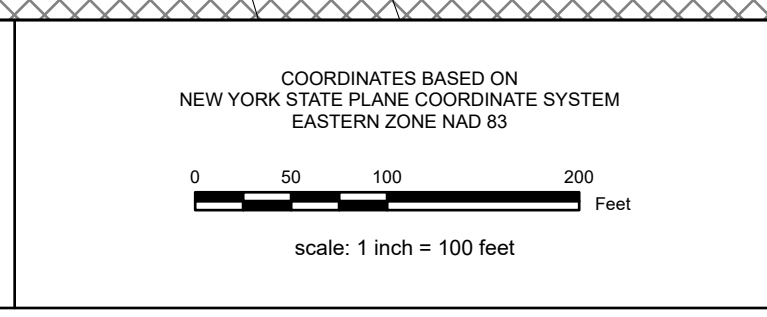 COORDINATES BASED ON
NEW YORK STATE PLANE COORDINATE SYSTEM
EASTERN ZONE NAD 83
0 50 100 200
Feet
scale: 1 inch = 100 feet